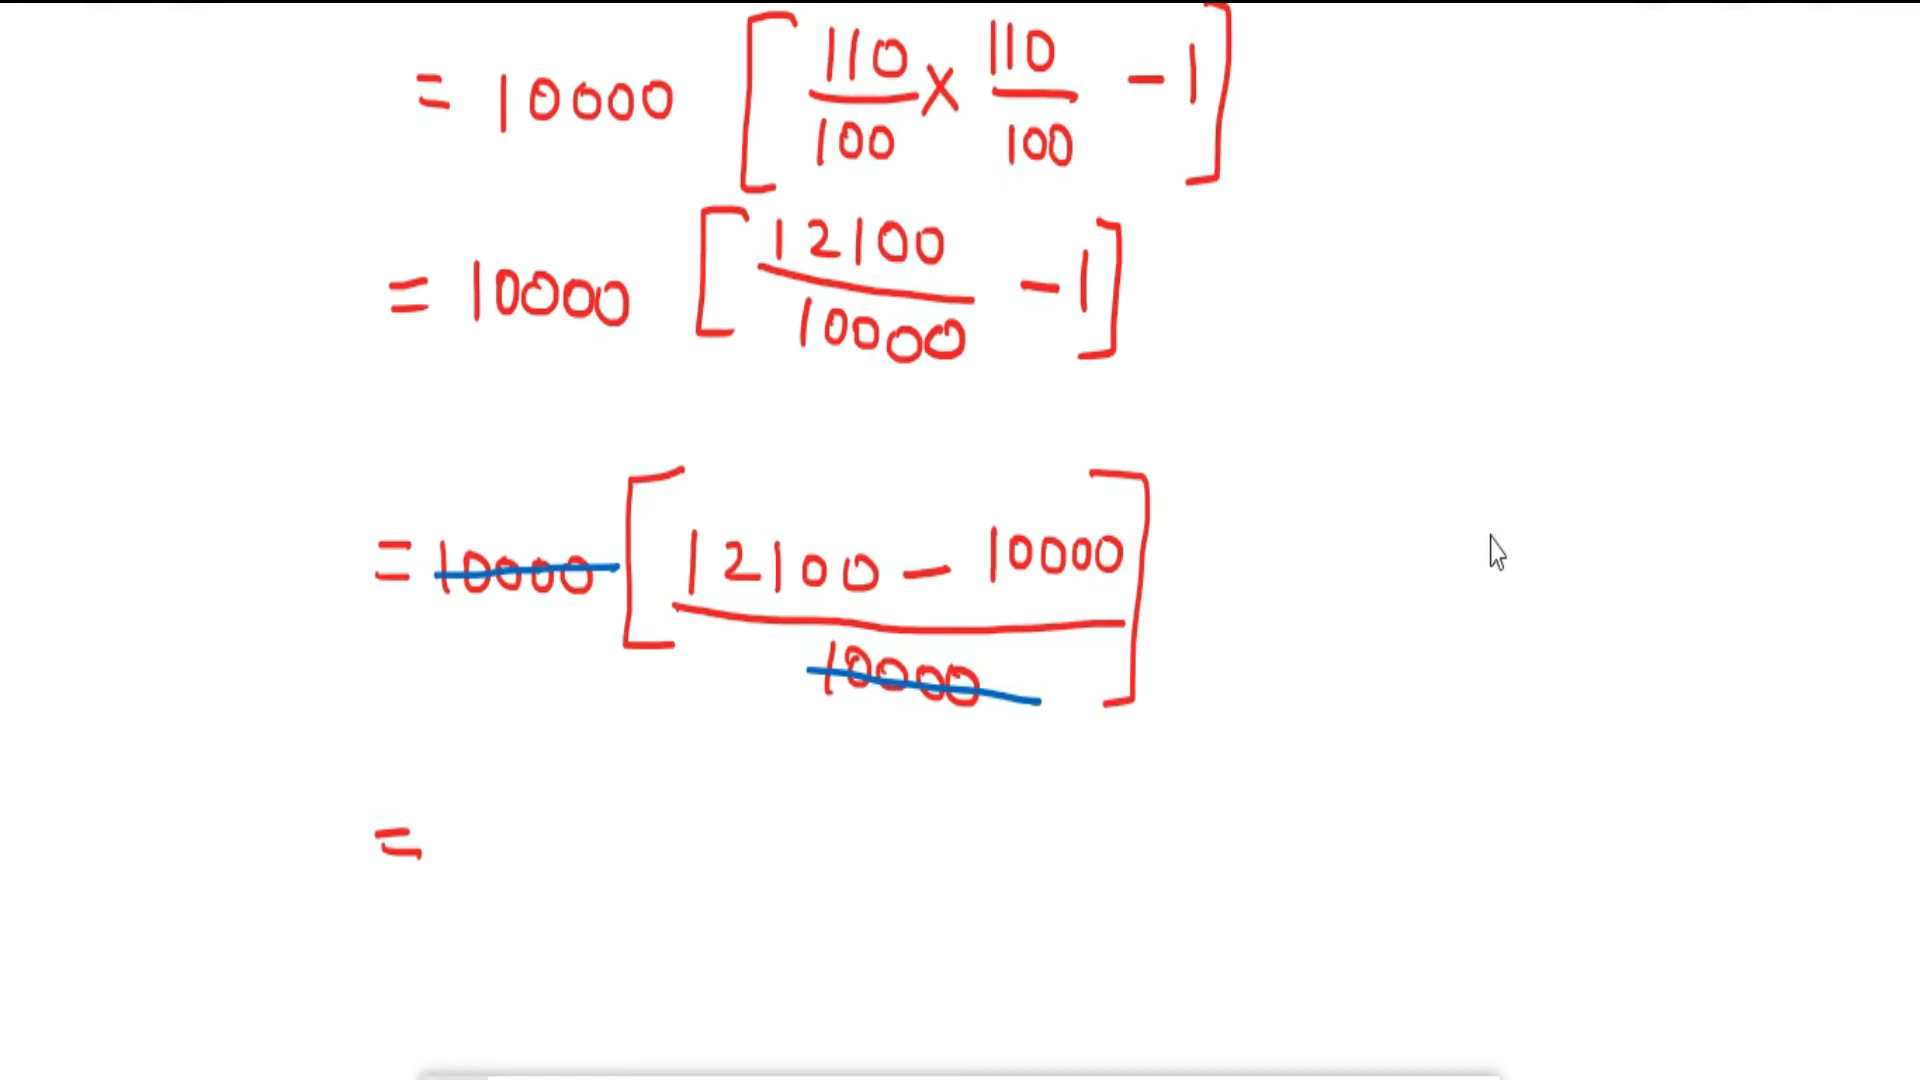 = 10000 [ 110/100 × 110/100 - 1 ]
= 10000 [ 12100/10000 - 1 ]
= 10000 [ 12100 - 10000 / 10000 ]
=